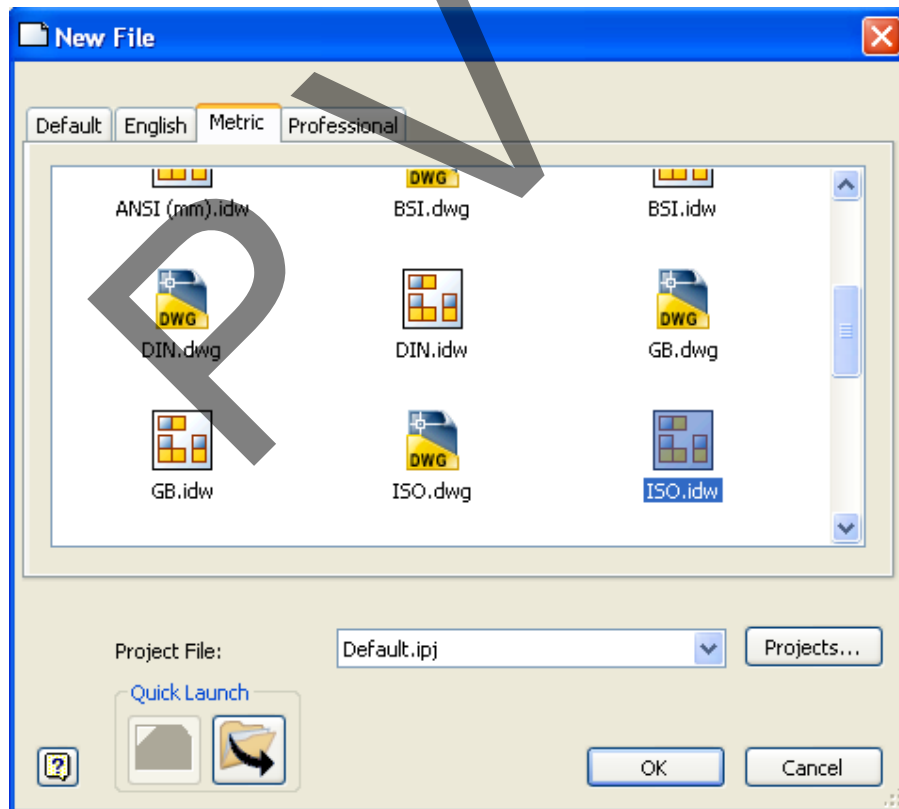 New File
Default English Metric Professional
ANSI (mm).idw BSI.dwg BSI.idw
DWG
DWG DWG
DIN.dwg DIN.idw GB.dwg
DWG
GB.idw ISO.dwg ISO.idw
Project File: Default.ipj Projects...
Quick Launch
OK Cancel
P V